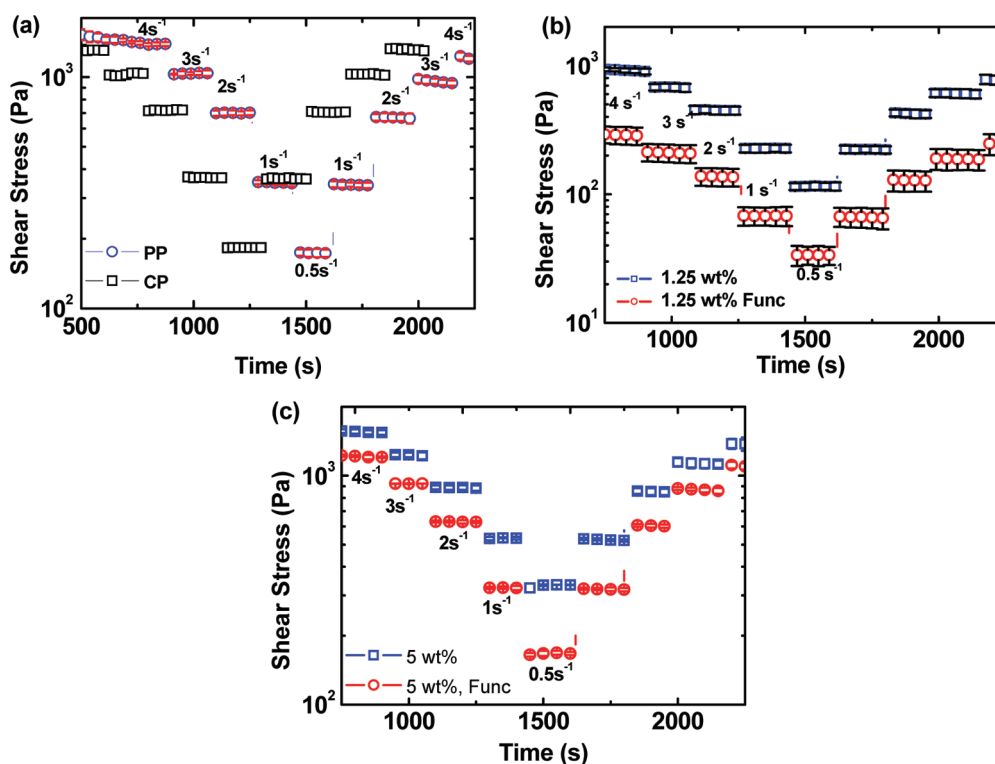 (a)
4s⁻¹
3s⁻¹
2s⁻¹
1s⁻¹
0.5s⁻¹
1s⁻¹
2s⁻¹
3s⁻¹
4s⁻¹
PP
CP
10³
10²
Shear Stress (Pa)
500 1000 1500 2000
Time (s)
(b)
4 s⁻¹
3 s⁻¹
2 s⁻¹
1 s⁻¹
0.5 s⁻¹
1.25 wt%
1.25 wt% Func
10³
10²
10¹
Shear Stress (Pa)
1000 1500 2000
Time (s)
(c)
4s⁻¹
3s⁻¹
2s⁻¹
1s⁻¹
0.5s⁻¹
5 wt%
5 wt%, Func
10³
10²
Shear Stress (Pa)
1000 1500 2000
Time (s)